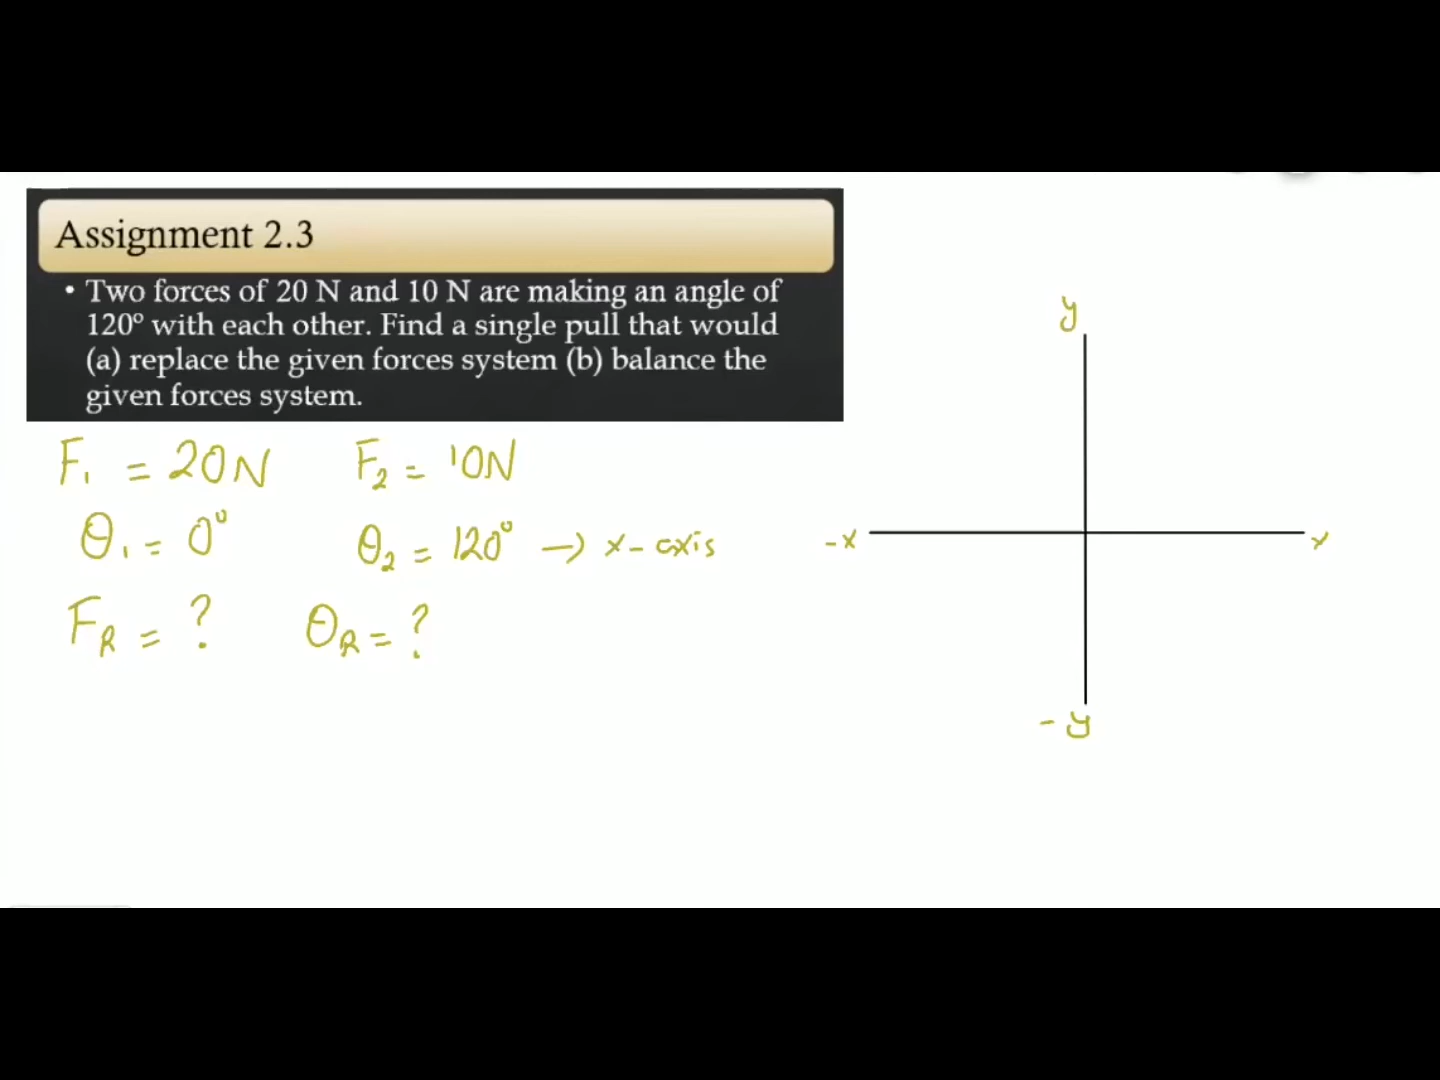 Assignment 2.3
• Two forces of 20 N and 10 N are making an angle of
120º with each other. Find a single pull that would
(a) replace the given forces system (b) balance the
given forces system.
F₁ = 20N F₂ = 10N
θ₁ = 0° θ₂ = 120° → x-axis
F_R = ? θ_R = ?
y
-x x
-y